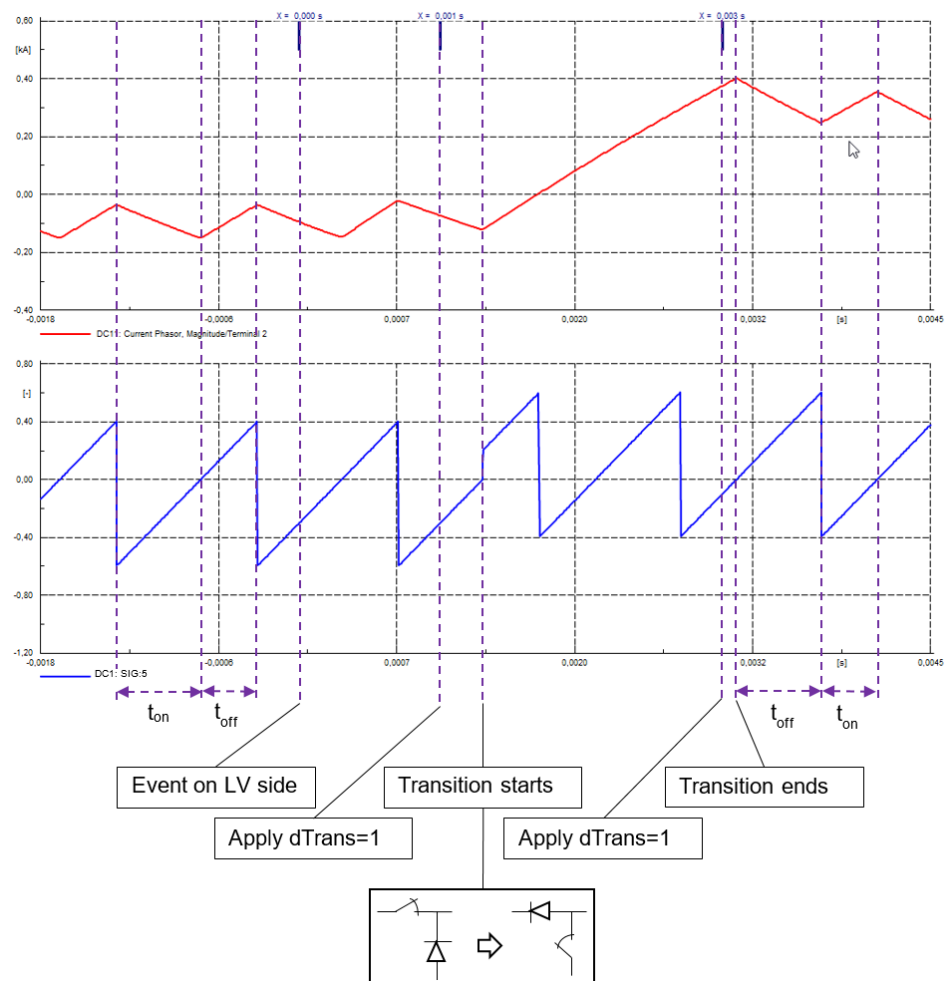 X = 0,000 s X = 0,001 s X = 0,003 s
0,60
[kA]
0,40
0,20
0,00
-0,20
-0,40
-0,0018 -0,0006 0,0007 0,0020 0,0032 [s] 0,0045
DC11: Current Phasor, Magnitude/Terminal 2
0,80
[-]
0,40
0,00
-0,40
-0,80
-1,20
-0,0018 -0,0006 0,0007 0,0020 0,0032 [s] 0,0045
DC1: SIG:5
ton toff toff ton
Event on LV side Transition starts Transition ends
Apply dTrans=1 Apply dTrans=1